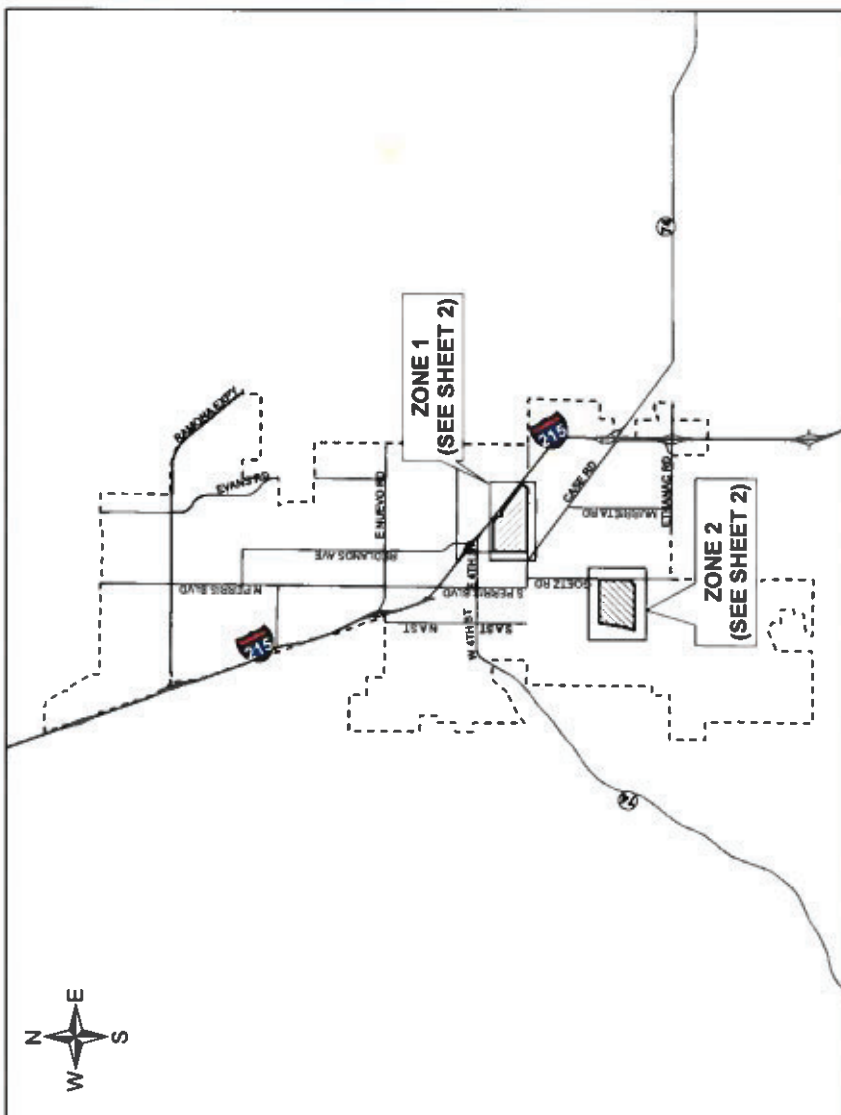 N
W E
S
RAMONA EXPY
EVANS RD
215
N PERRIS BLVD
REDLANDS AVE
E NUEVO RD
N A ST
ZONE 1
(SEE SHEET 2)
W 4TH ST
E 4TH ST
S A ST
S PERRIS BLVD
215
CASE RD
74
GOETZ RD
MURRIETA RD
ETHANAC RD
ZONE 2
(SEE SHEET 2)
74